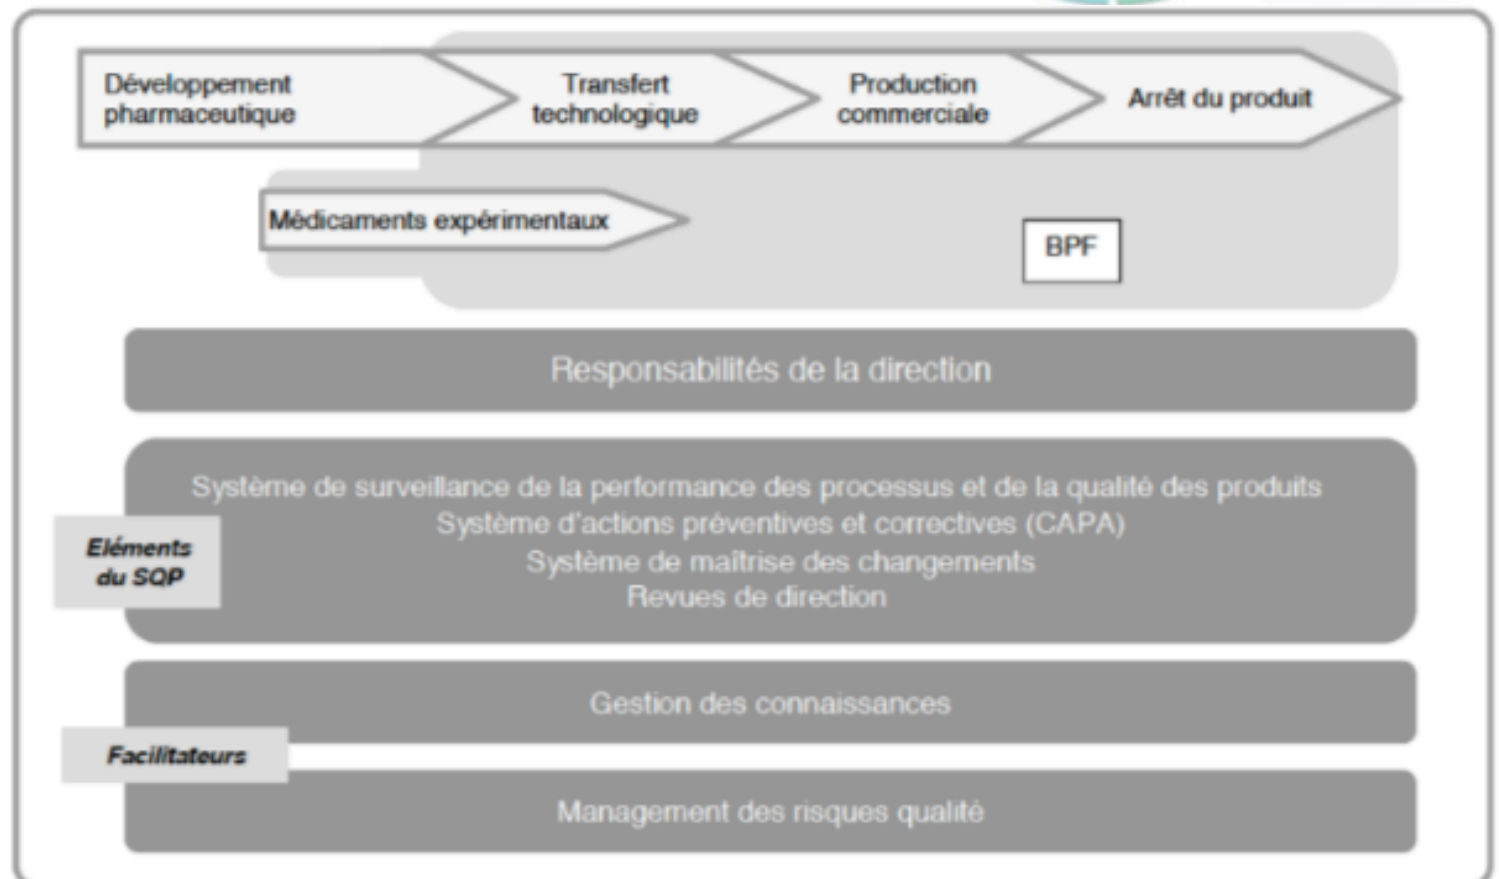 Développement
pharmaceutique
Transfert
technologique
Production
commerciale
Arrêt du produit
Médicaments expérimentaux
BPF
Responsabilités de la direction
Système de surveillance de la performance des processus et de la qualité des produits
Système d'actions préventives et correctives (CAPA)
Système de maîtrise des changements
Revues de direction
Eléments
du SQP
Gestion des connaissances
Facilitateurs
Management des risques qualité